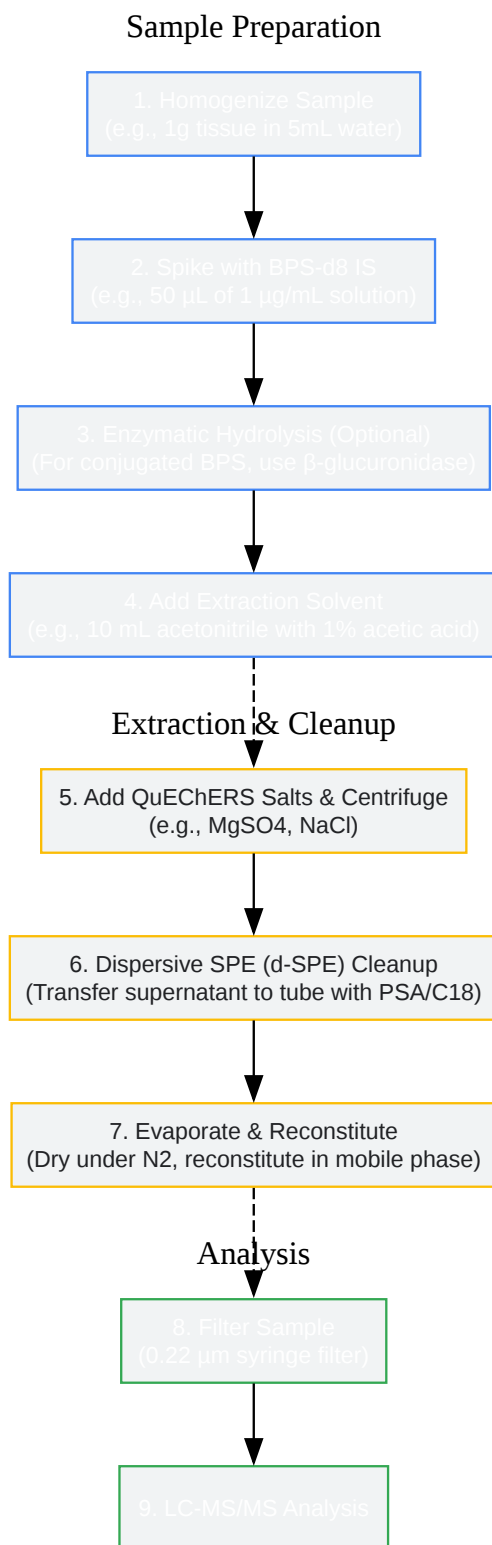 Sample Preparation
1. Homogenize Sample
(e.g., 1g tissue in 5mL water)
2. Spike with BPS-d8 IS
(e.g., 50 µL of 1 µg/mL solution)
3. Enzymatic Hydrolysis (Optional)
(For conjugated BPS, use β-glucuronidase)
4. Add Extraction Solvent
(e.g., 10 mL acetonitrile with 1% acetic acid)
Extraction & Cleanup
5. Add QuEChERS Salts & Centrifuge
(e.g., MgSO4, NaCl)
6. Dispersive SPE (d-SPE) Cleanup
(Transfer supernatant to tube with PSA/C18)
7. Evaporate & Reconstitute
(Dry under N2, reconstitute in mobile phase)
Analysis
8. Filter Sample
(0.22 µm syringe filter)
9. LC-MS/MS Analysis